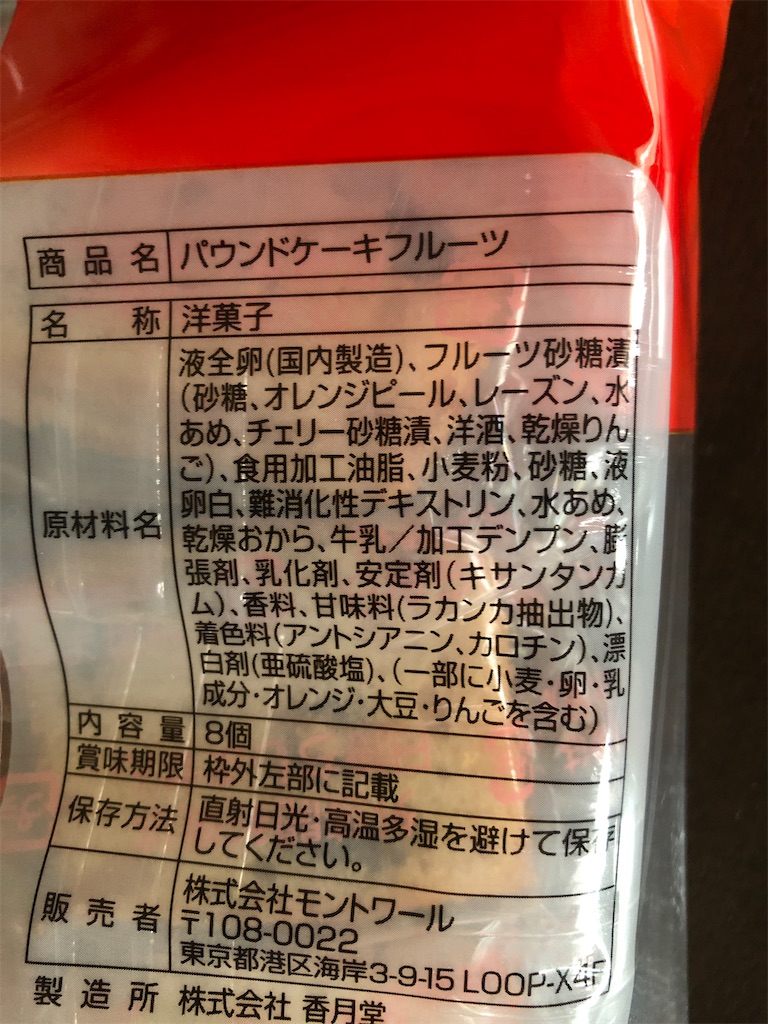 商品名 パウンドケーキフルーツ
名称 洋菓子
原材料名 液全卵(国内製造)、フルーツ砂糖漬
(砂糖、オレンジピール、レーズン、水
あめ、チェリー砂糖漬、洋酒、乾燥りん
ご)、食用加工油脂、小麦粉、砂糖、液
卵白、難消化性デキストリン、水あめ、
乾燥おから、牛乳／加工デンプン、膨
張剤、乳化剤、安定剤(キサンタンガ
ム)、香料、甘味料(ラカンカ抽出物)、
着色料(アントシアニン、カロチン)、漂
白剤(亜硫酸塩)、(一部に小麦・卵・乳
成分・オレンジ・大豆・りんごを含む)
内容量 8個
賞味期限 枠外左部に記載
保存方法 直射日光・高温多湿を避けて保存
してください。
販売者 株式会社モントワール
〒108-0022
東京都港区海岸3-9-15 LOOP-X4F
製造所 株式会社 香月堂